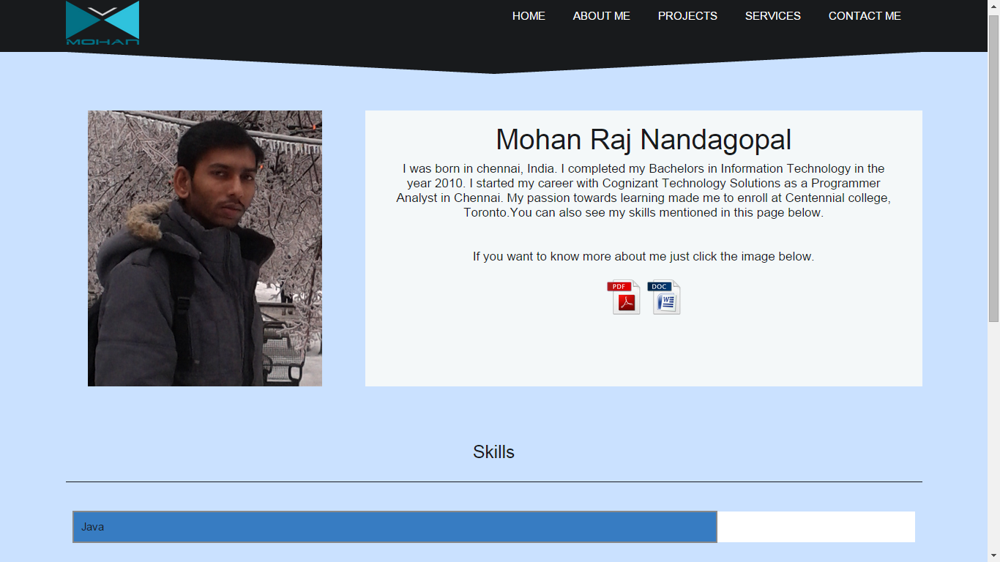 MOHAN
HOME ABOUT ME PROJECTS SERVICES CONTACT ME
Mohan Raj Nandagopal
I was born in chennai, India. I completed my Bachelors in Information Technology in the
year 2010. I started my career with Cognizant Technology Solutions as a Programmer
Analyst in Chennai. My passion towards learning made me to enroll at Centennial college,
Toronto.You can also see my skills mentioned in this page below.
If you want to know more about me just click the image below.
PDF DOC
W
Skills
Java